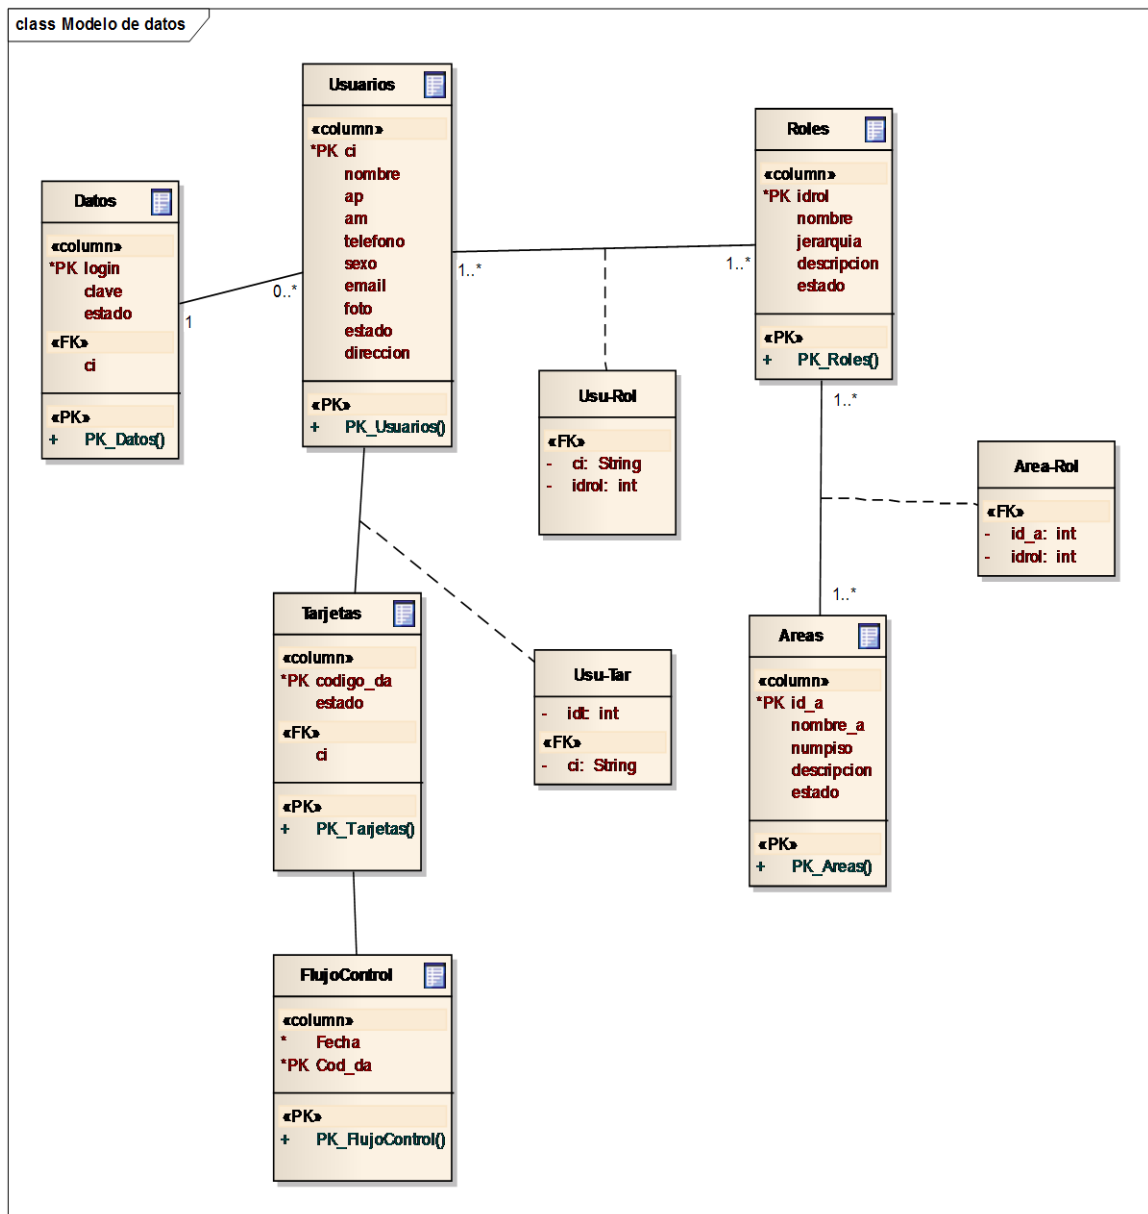 class Modelo de datos
Usuarios
«column»
*PK ci
nombre
ap
am
telefono
sexo
email
foto
estado
direccion
«PK»
+ PK_Usuarios()
Roles
«column»
*PK idrol
nombre
jerarquia
descripcion
estado
«PK»
+ PK_Roles()
Datos
«column»
*PK login
clave
estado
«FK»
ci
«PK»
+ PK_Datos()
1
0..*
1..*
1..*
Usu-Rol
«FK»
- ci: String
- idrol: int
1..*
Area-Rol
«FK»
- id_a: int
- idrol: int
1..*
Tarjetas
«column»
*PK codigo_da
estado
«FK»
ci
«PK»
+ PK_Tarjetas()
Usu-Tar
- idt: int
«FK»
- ci: String
Areas
«column»
*PK id_a
nombre_a
numpiso
descripcion
estado
«PK»
+ PK_Areas()
FlujoControl
«column»
* Fecha
*PK Cod_da
«PK»
+ PK_FlujoControl()